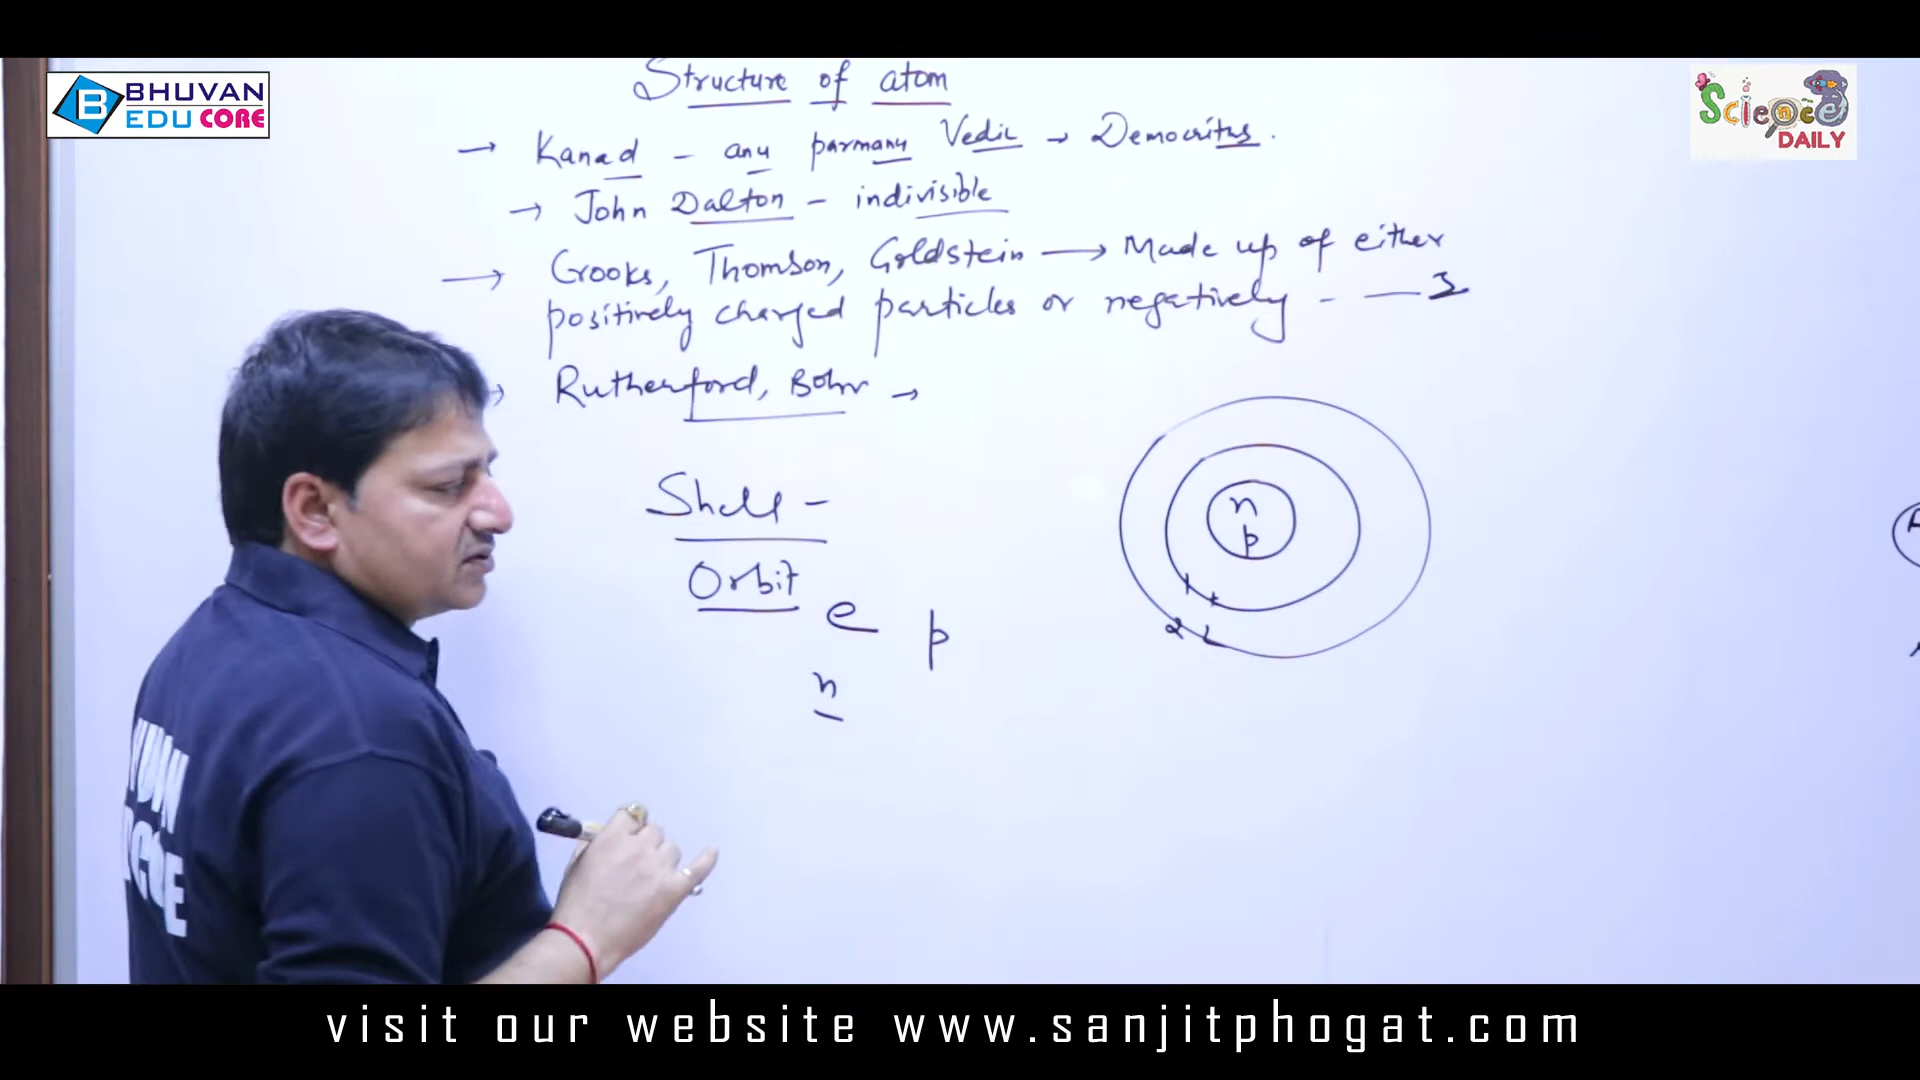 BHUVAN
EDU CORE
Science
DAILY
Structure of atom
→ Kanad - anu parmanu Vedic → Democritus.
→ John Dalton - indivisible
→ Crooks, Thomson, Goldstein → Made up of either
positively charged particles or negatively - —
Rutherford, Bohr →
Shell -
Orbit
e p
n
n
p
visit our website www.sanjitphogat.com